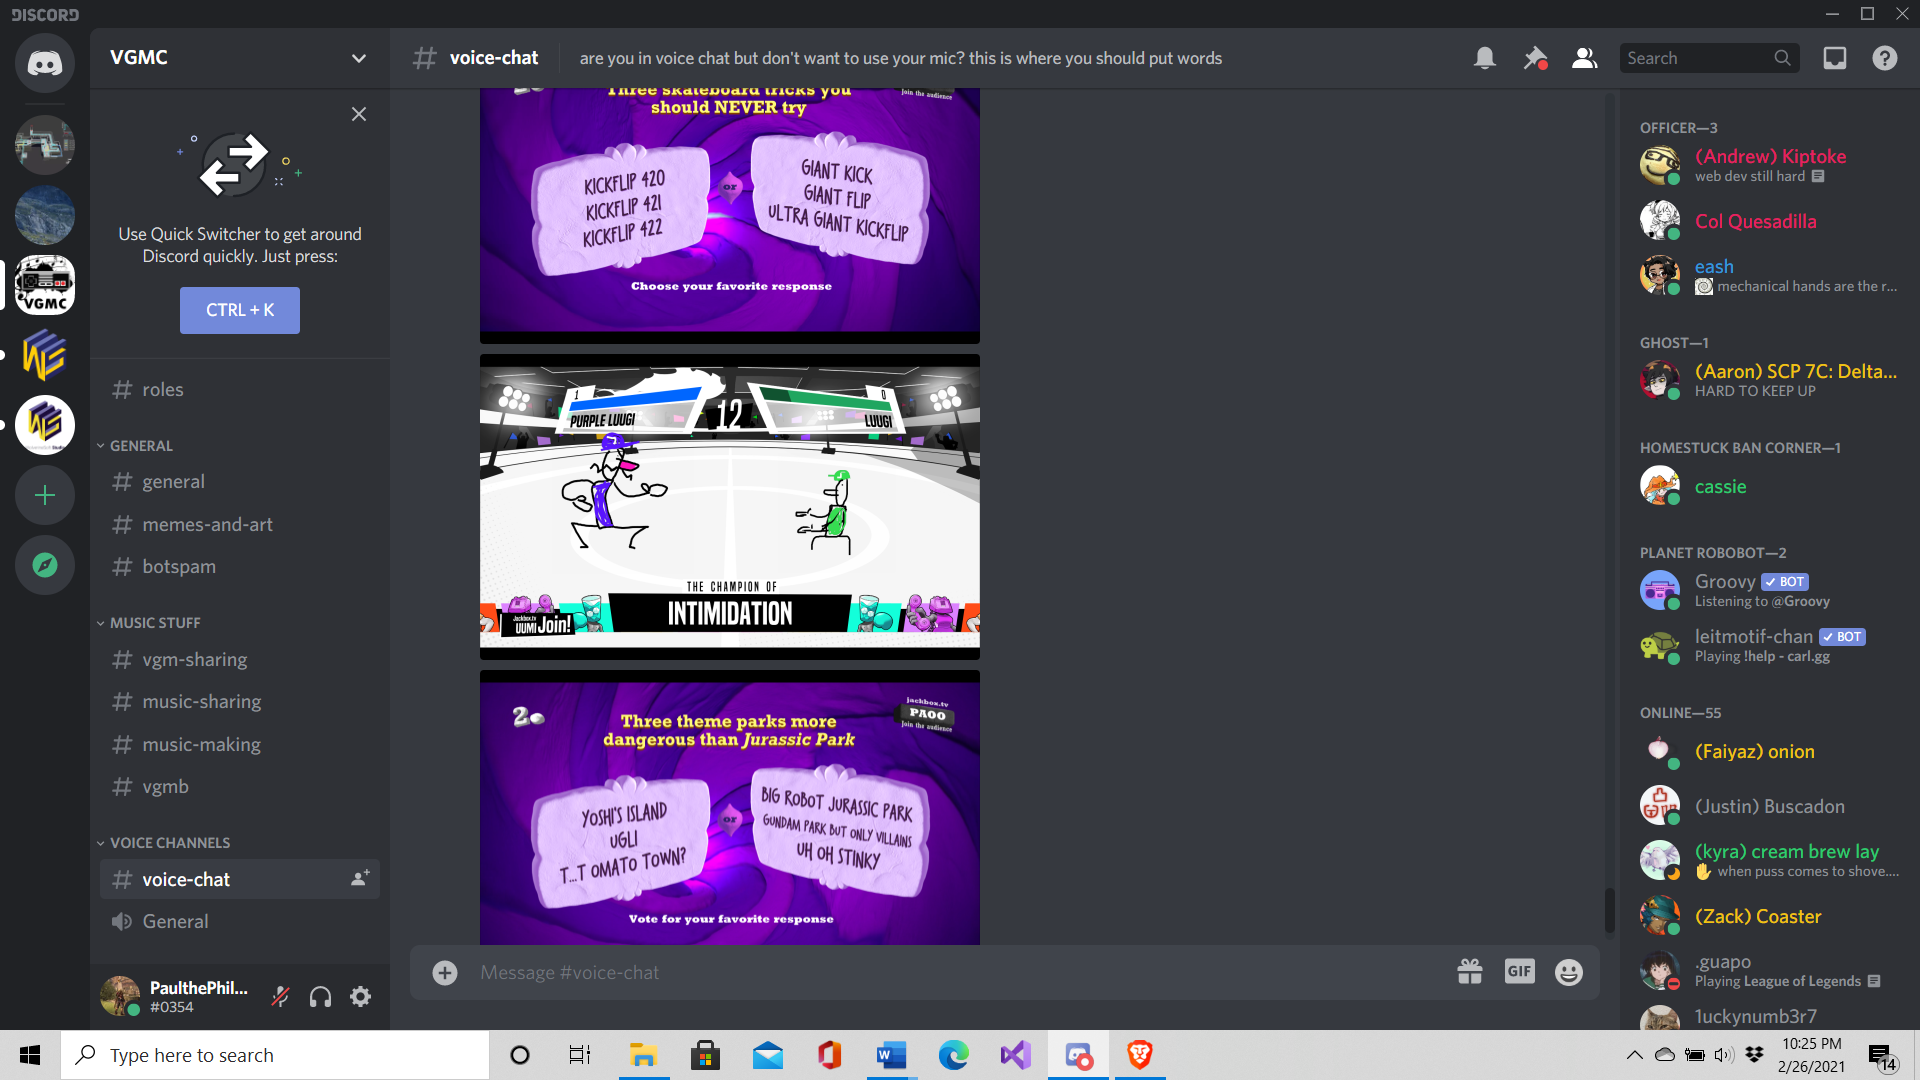 DISCORD
VGMC
Use Quick Switcher to get around
Discord quickly. Just press:
CTRL + K
roles
GENERAL
general
memes-and-art
botspam
MUSIC STUFF
vgm-sharing
music-sharing
music-making
vgmb
VOICE CHANNELS
voice-chat
General
PaulthePhil...
#0354
voice-chat
are you in voice chat but don't want to use your mic? this is where you should put words
Search
Three skateboard tricks you
should NEVER try
Join the audience
KICKFLIP 420
KICKFLIP 421
KICKFLIP 422
or
GIANT KICK
GIANT FLIP
ULTRA GIANT KICKFLIP
Choose your favorite response
1
PURPLE LUUGI
12
0
LUUGI
THE CHAMPION OF
INTIMIDATION
Jackbox.tv
UUMI Join!
2
Three theme parks more
dangerous than Jurassic Park
jackbox.tv
PAOO
Join the audience
YOSHI'S ISLAND
UGLI
T...T OMATO TOWN?
or
BIG ROBOT JURASSIC PARK
GUNDAM PARK BUT ONLY VILLAINS
UH OH STINKY
Vote for your favorite response
Message #voice-chat
GIF
OFFICER—3
(Andrew) Kiptoke
web dev still hard
Col Quesadilla
eash
mechanical hands are the r...
GHOST—1
(Aaron) SCP 7C: Delta...
HARD TO KEEP UP
HOMESTUCK BAN CORNER—1
cassie
PLANET ROBOBOT—2
Groovy BOT
Listening to @Groovy
leitmotif-chan BOT
Playing !help - carl.gg
ONLINE—55
(Faiyaz) onion
(Justin) Buscadon
(kyra) cream brew lay
✋ when puss comes to shove....
(Zack) Coaster
.guapo
Playing League of Legends
1uckynumb3r7
Type here to search
10:25 PM
2/26/2021
14